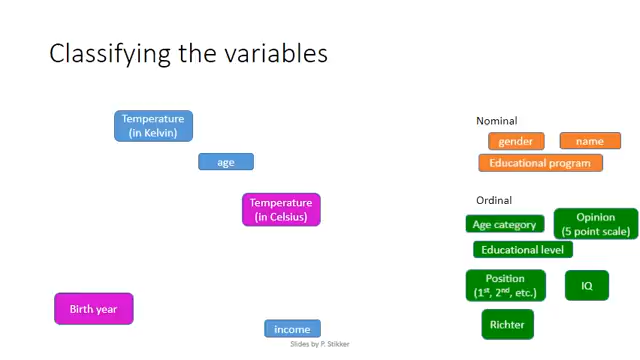 Classifying the variables
Temperature
(in Kelvin)
age
Temperature
(in Celsius)
Birth year
income
Nominal
gender
name
Educational program
Ordinal
Age category
Opinion
(5 point scale)
Educational level
Position
(1st, 2nd, etc.)
IQ
Richter
Slides by P. Stikker